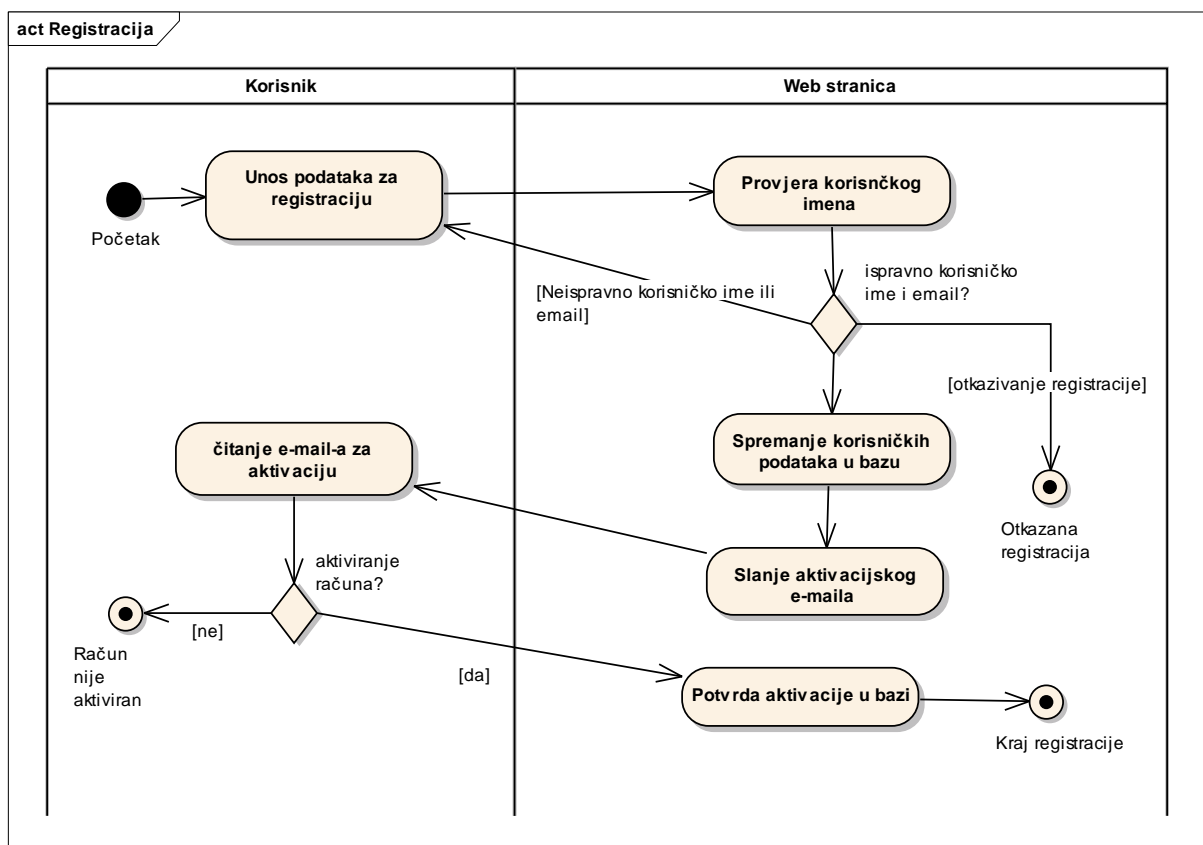 act Registracija
Korisnik
Web stranica
Unos podataka za
registraciju
Provjera korisnčkog
imena
Početak
ispravno korisničko
ime i email?
[Neispravno korisničko ime ili
email]
[otkazivanje registracije]
čitanje e-mail-a za
aktivaciju
Spremanje korisničkih
podataka u bazu
Otkazana
registracija
aktiviranje
računa?
Slanje aktivacijskog
e-maila
[ne]
Račun
nije
aktiviran
[da]
Potvrda aktivacije u bazi
Kraj registracije